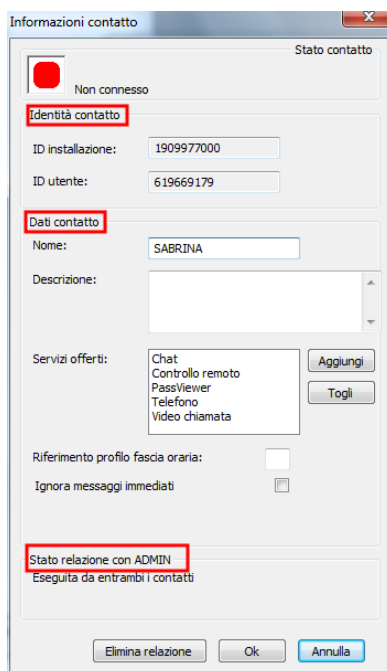 Informazioni contatto
Stato contatto
Non connesso
Identità contatto
ID installazione: 1909977000
ID utente: 619669179
Dati contatto
Nome: SABRINA
Descrizione:
Servizi offerti: Chat Aggiungi
Controllo remoto
PassViewer Togli
Telefono
Video chiamata
Riferimento profilo fascia oraria:
Ignora messaggi immediati
Stato relazione con ADMIN
Eseguita da entrambi i contatti
Elimina relazione Ok Annulla